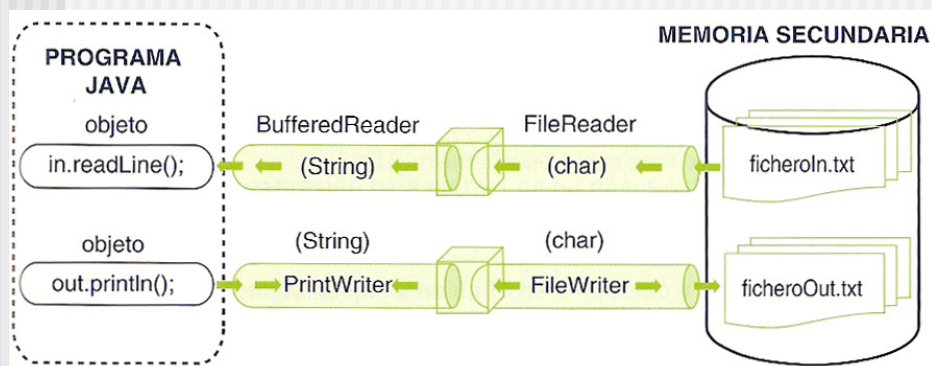 MEMORIA SECUNDARIA
PROGRAMA
JAVA
objeto
BufferedReader
FileReader
in.readLine();
(String)
(char)
ficheroIn.txt
objeto
(String)
(char)
out.println();
PrintWriter
FileWriter
ficheroOut.txt